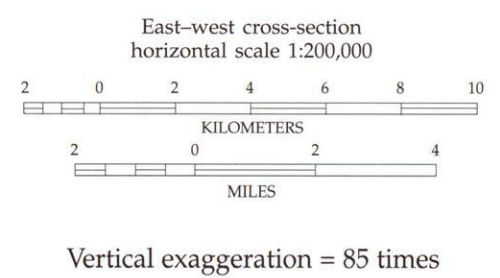 East–west cross-section
horizontal scale 1:200,000
2 0 2 4 6 8 10
KILOMETERS
2 0 2 4
MILES
Vertical exaggeration = 85 times